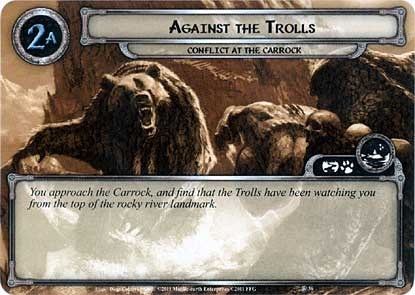 2A
AGAINST THE TROLLS
CONFLICT AT THE CARROCK
You approach the Carrock, and find that the Trolls have been watching you
from the top of the rocky river landmark.
©2011 Middle-earth Enterprises ©2011 FFG
36